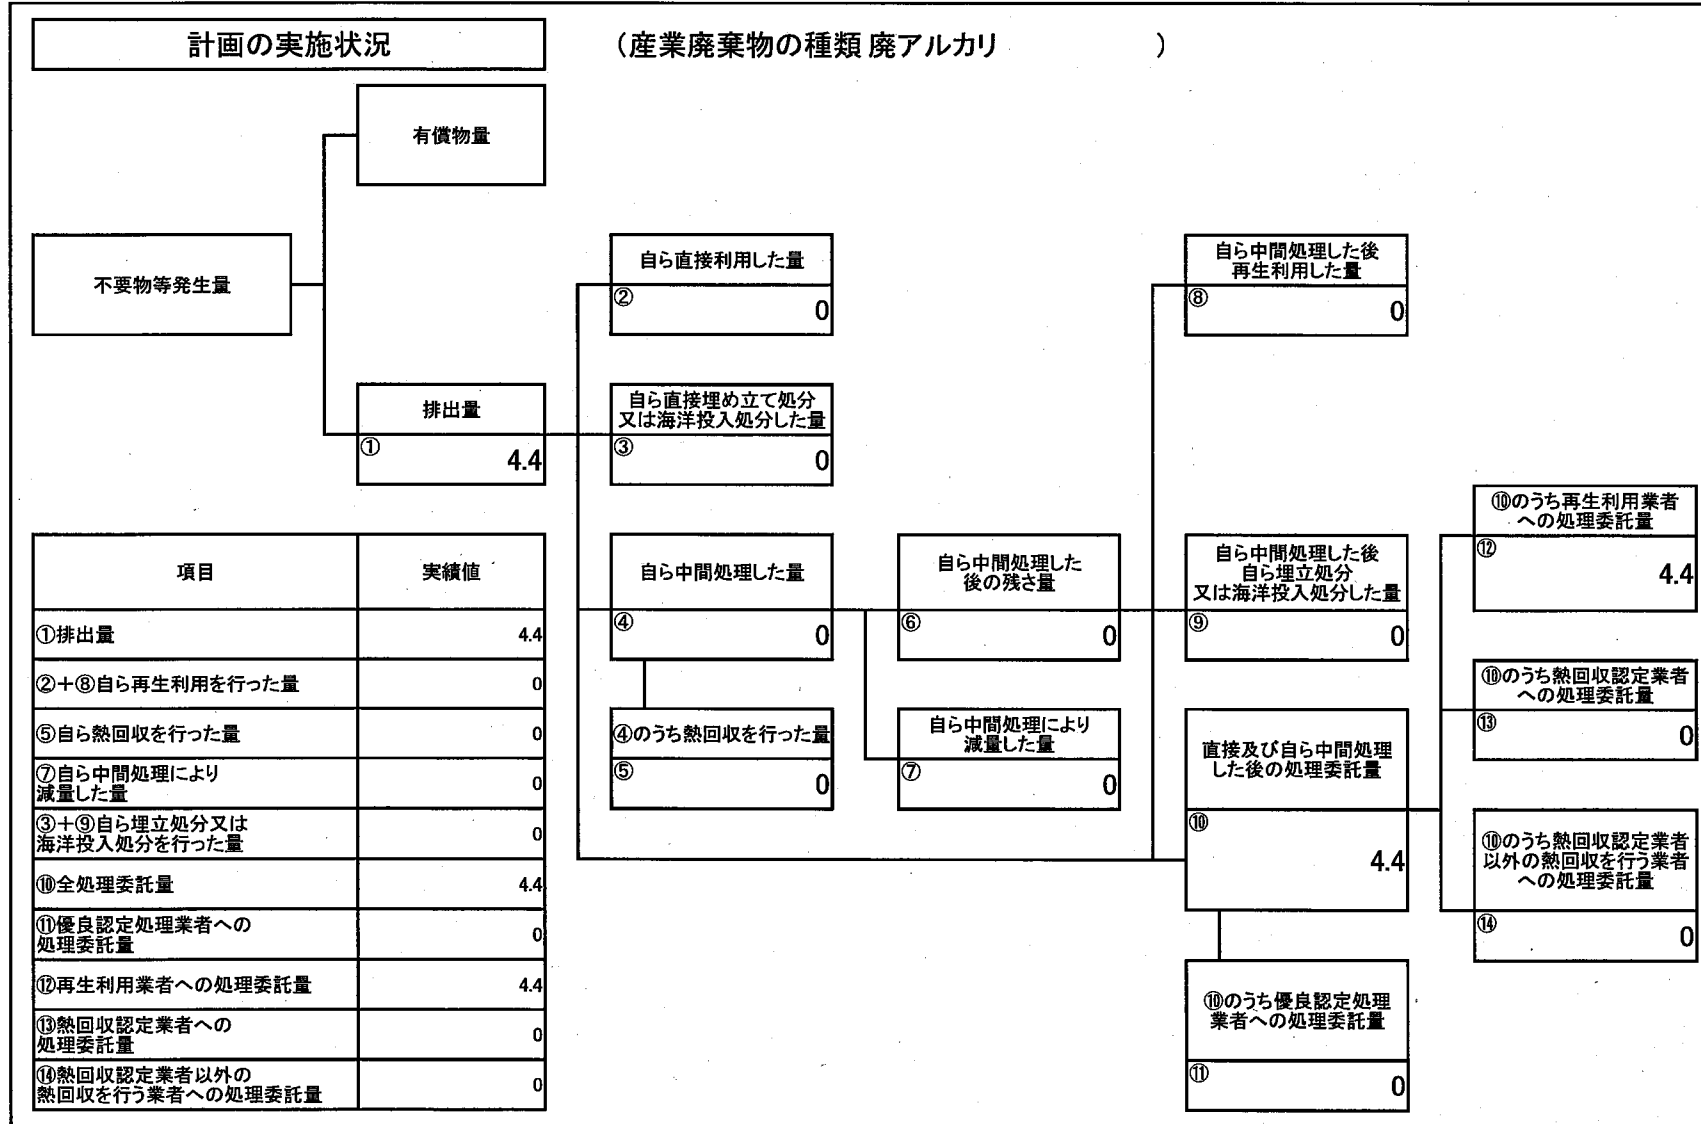 計画の実施状況
（産業廃棄物の種類 廃アルカリ　　　　　）
有償物量
不要物等発生量
排出量
①
4.4
自ら直接利用した量
②
0
自ら直接埋め立て処分
又は海洋投入処分した量
③
0
自ら中間処理した量
④
0
④のうち熱回収を行った量
⑤
0
自ら中間処理した
後の残さ量
⑥
0
自ら中間処理により
減量した量
⑦
0
自ら中間処理した後
再生利用した量
⑧
0
自ら中間処理した後
自ら埋立処分
又は海洋投入処分した量
⑨
0
直接及び自ら中間処理
した後の処理委託量
⑩
4.4
⑩のうち優良認定処理
業者への処理委託量
⑪
0
⑩のうち再生利用業者
への処理委託量
⑫
4.4
⑩のうち熱回収認定業者
への処理委託量
⑬
0
⑩のうち熱回収認定業者
以外の熱回収を行う業者
への処理委託量
⑭
0
項目 実績値
①排出量 4.4
②＋⑧自ら再生利用を行った量 0
⑤自ら熱回収を行った量 0
⑦自ら中間処理により
減量した量 0
③＋⑨自ら埋立処分又は
海洋投入処分を行った量 0
⑩全処理委託量 4.4
⑪優良認定処理業者への
処理委託量 0
⑫再生利用業者への処理委託量 4.4
⑬熱回収認定業者への
処理委託量 0
⑭熱回収認定業者以外の
熱回収を行う業者への処理委託量 0